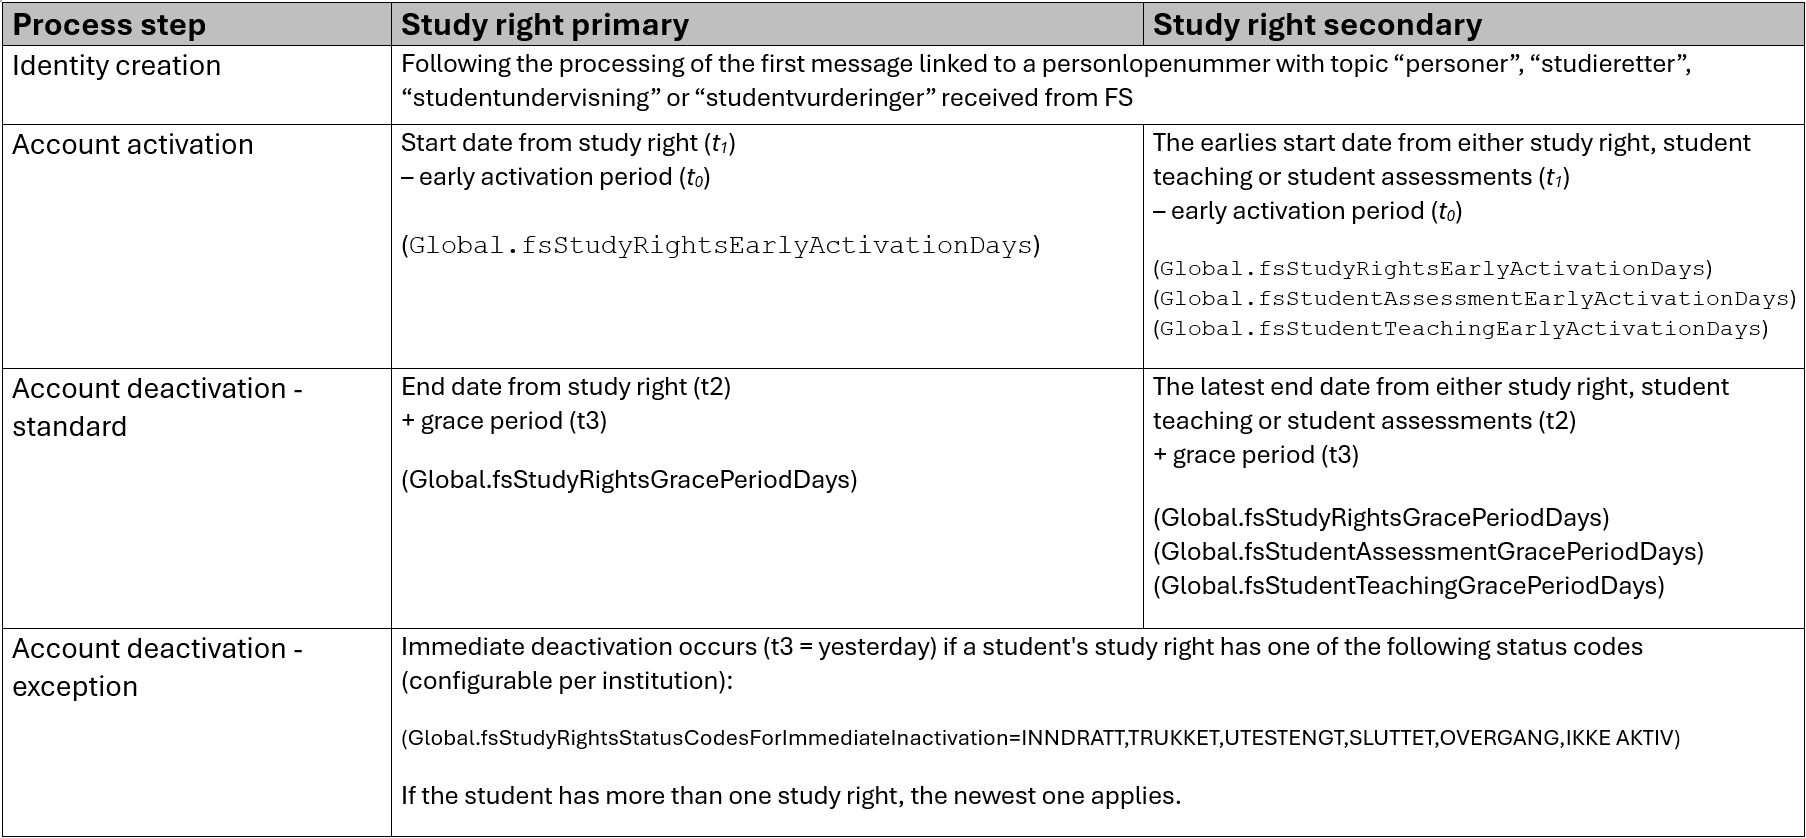 Process step
Study right primary
Study right secondary
Identity creation
Following the processing of the first message linked to a personlopenummer with topic “personer”, “studieretter”,
“studentundervisning” or “studentvurderinger” received from FS
Account activation
Start date from study right (t₁)
– early activation period (t₀)
(Global.fsStudyRightsEarlyActivationDays)
The earlies start date from either study right, student
teaching or student assessments (t₁)
– early activation period (t₀)
(Global.fsStudyRightsEarlyActivationDays)
(Global.fsStudentAssessmentEarlyActivationDays)
(Global.fsStudentTeachingEarlyActivationDays)
Account deactivation -
standard
End date from study right (t2)
+ grace period (t3)
(Global.fsStudyRightsGracePeriodDays)
The latest end date from either study right, student
teaching or student assessments (t2)
+ grace period (t3)
(Global.fsStudyRightsGracePeriodDays)
(Global.fsStudentAssessmentGracePeriodDays)
(Global.fsStudentTeachingGracePeriodDays)
Account deactivation -
exception
Immediate deactivation occurs (t3 = yesterday) if a student's study right has one of the following status codes
(configurable per institution):
(Global.fsStudyRightsStatusCodesForImmediateInactivation=INNDRATT,TRUKKET,UTESTENGT,SLUTTET,OVERGANG,IKKE AKTIV)
If the student has more than one study right, the newest one applies.